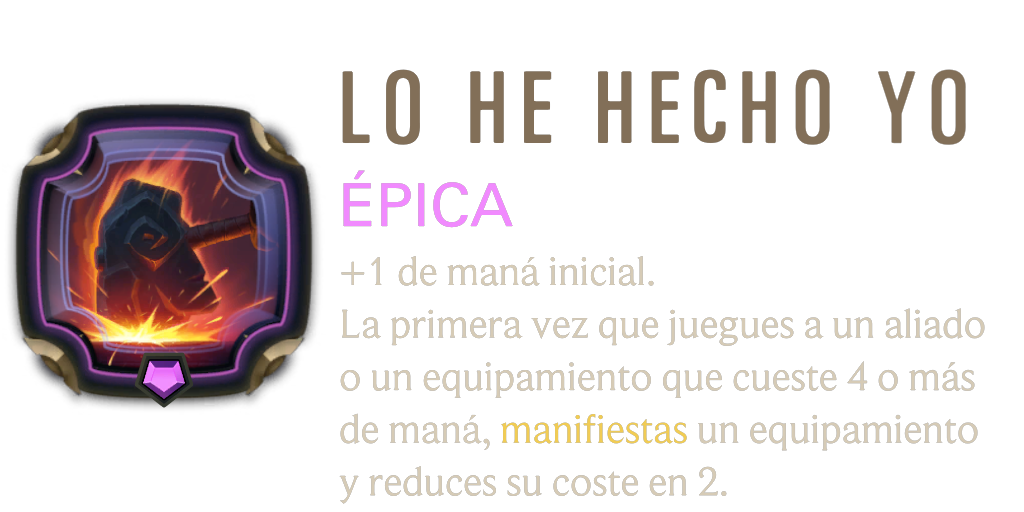 LO HE HECHO YO
ÉPICA
+1 de maná inicial.
La primera vez que juegues a un aliado
o un equipamiento que cueste 4 o más
de maná, manifiestas un equipamiento
y reduces su coste en 2.